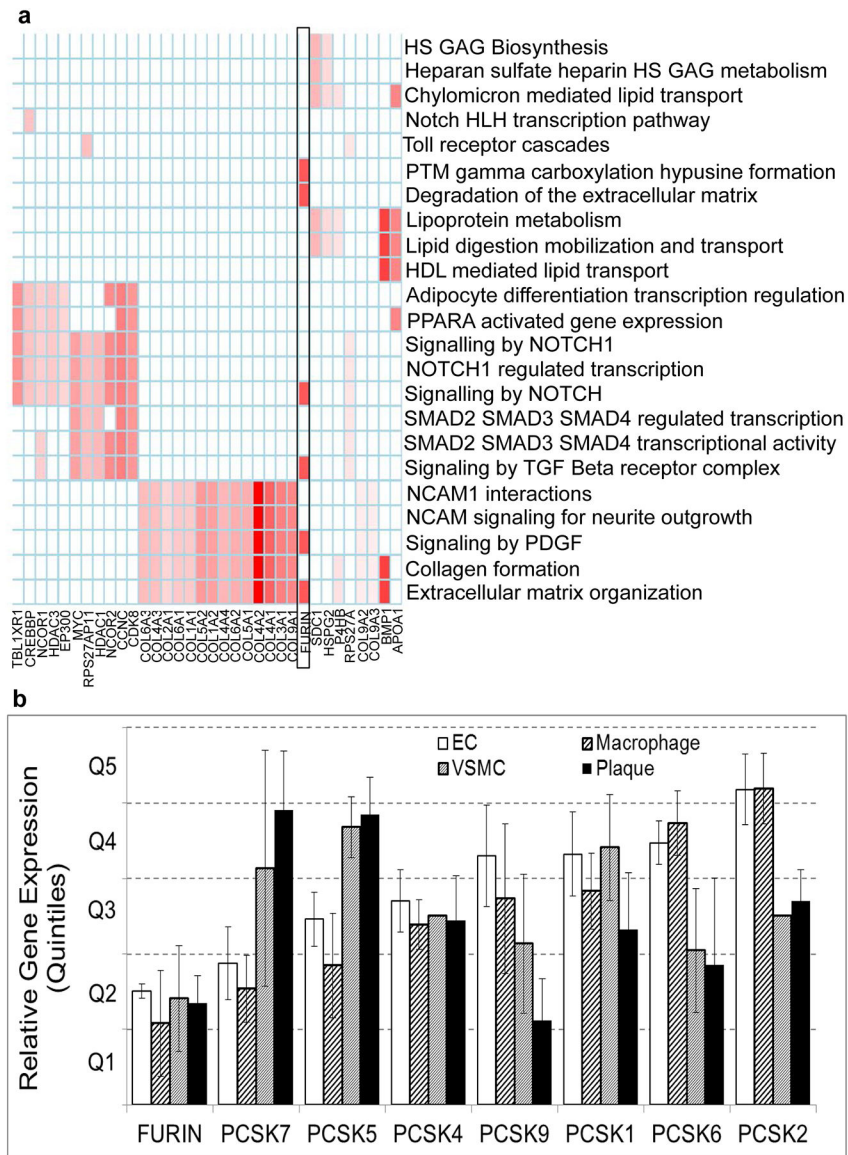 a
HS GAG Biosynthesis
Heparan sulfate heparin HS GAG metabolism
Chylomicron mediated lipid transport
Notch HLH transcription pathway
Toll receptor cascades
PTM gamma carboxylation hypusine formation
Degradation of the extracellular matrix
Lipoprotein metabolism
Lipid digestion mobilization and transport
HDL mediated lipid transport
Adipocyte differentiation transcription regulation
PPARA activated gene expression
Signalling by NOTCH1
NOTCH1 regulated transcription
Signalling by NOTCH
SMAD2 SMAD3 SMAD4 regulated transcription
SMAD2 SMAD3 SMAD4 transcriptional activity
Signaling by TGF Beta receptor complex
NCAM1 interactions
NCAM signaling for neurite outgrowth
Signaling by PDGF
Collagen formation
Extracellular matrix organization
TBL1XR1
CREBBP
NCOR1
HDAC3
EP300
MYC
RPS27AP11
HDAC1
NCOR2
CCNC
CDK8
COL6A3
COL4A3
COL2A1
COL6A1
COL1A1
COL5A2
COL1A2
COL4A4
COL6A2
COL5A1
COL4A2
COL4A1
COL3A1
COL9A1
FURIN
SDC1
HSPG2
P4HB
RPS27A
COL9A2
COL9A3
BMP1
APOA1
b
Relative Gene Expression
(Quintiles)
Q5
Q4
Q3
Q2
Q1
EC
Macrophage
VSMC
Plaque
FURIN PCSK7 PCSK5 PCSK4 PCSK9 PCSK1 PCSK6 PCSK2